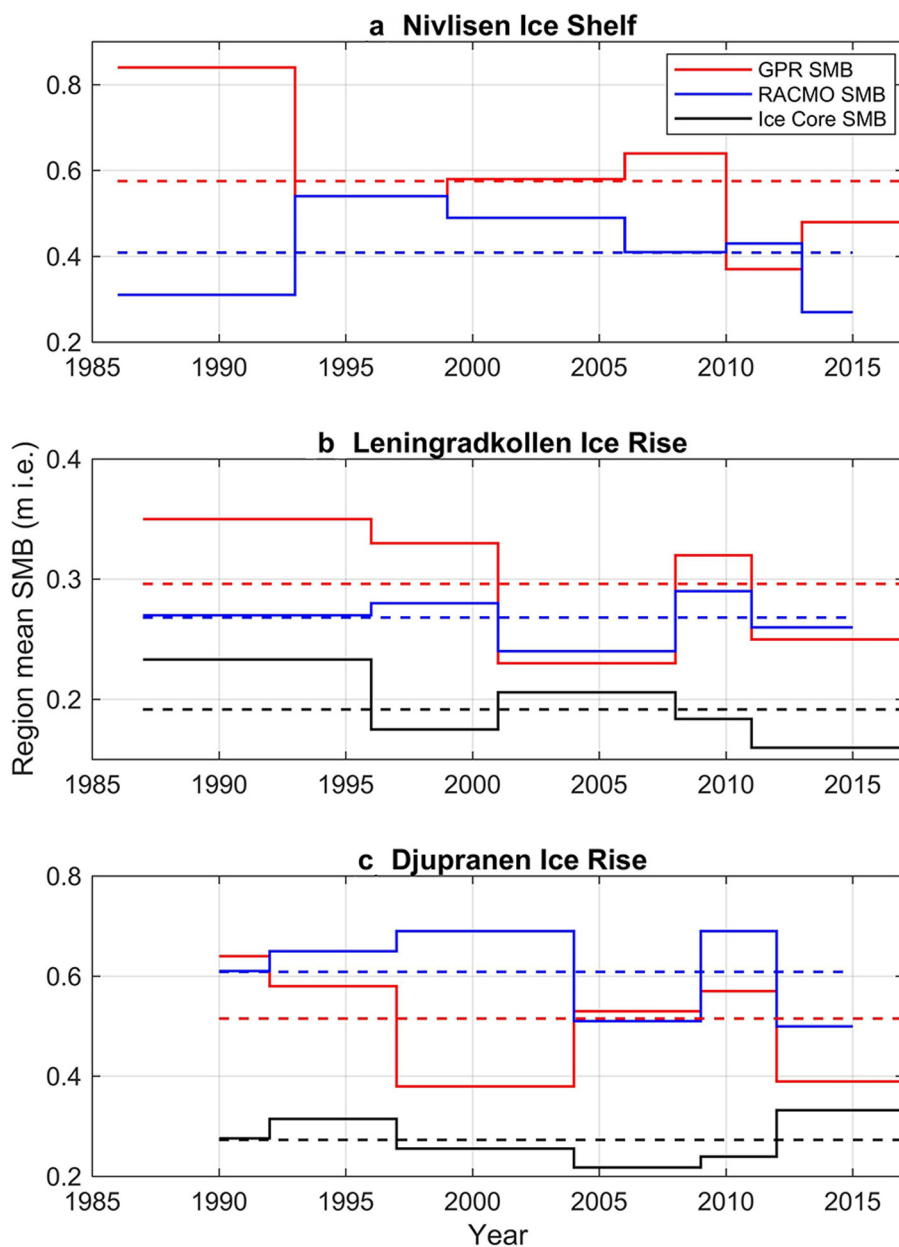 a Nivlisen Ice Shelf
GPR SMB
RACMO SMB
Ice Core SMB
0.8
0.6
0.4
0.2
1985 1990 1995 2000 2005 2010 2015
Region mean SMB (m i.e.)
b Leningradkollen Ice Rise
0.4
0.3
0.2
1985 1990 1995 2000 2005 2010 2015
c Djupranen Ice Rise
0.8
0.6
0.4
0.2
1985 1990 1995 2000 2005 2010 2015
Year